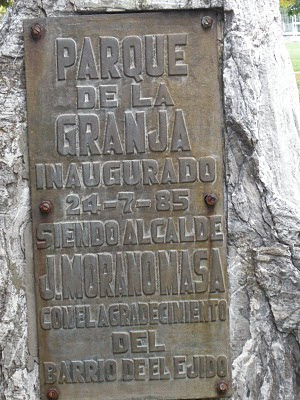 PARQUE
DE LA
GRANJA
INAUGURADO
24-7-85
SIENDO ALCALDE
J. MORANO MASA
CON EL AGRADECIMIENTO
DEL
BARRIO DE EL EJIDO